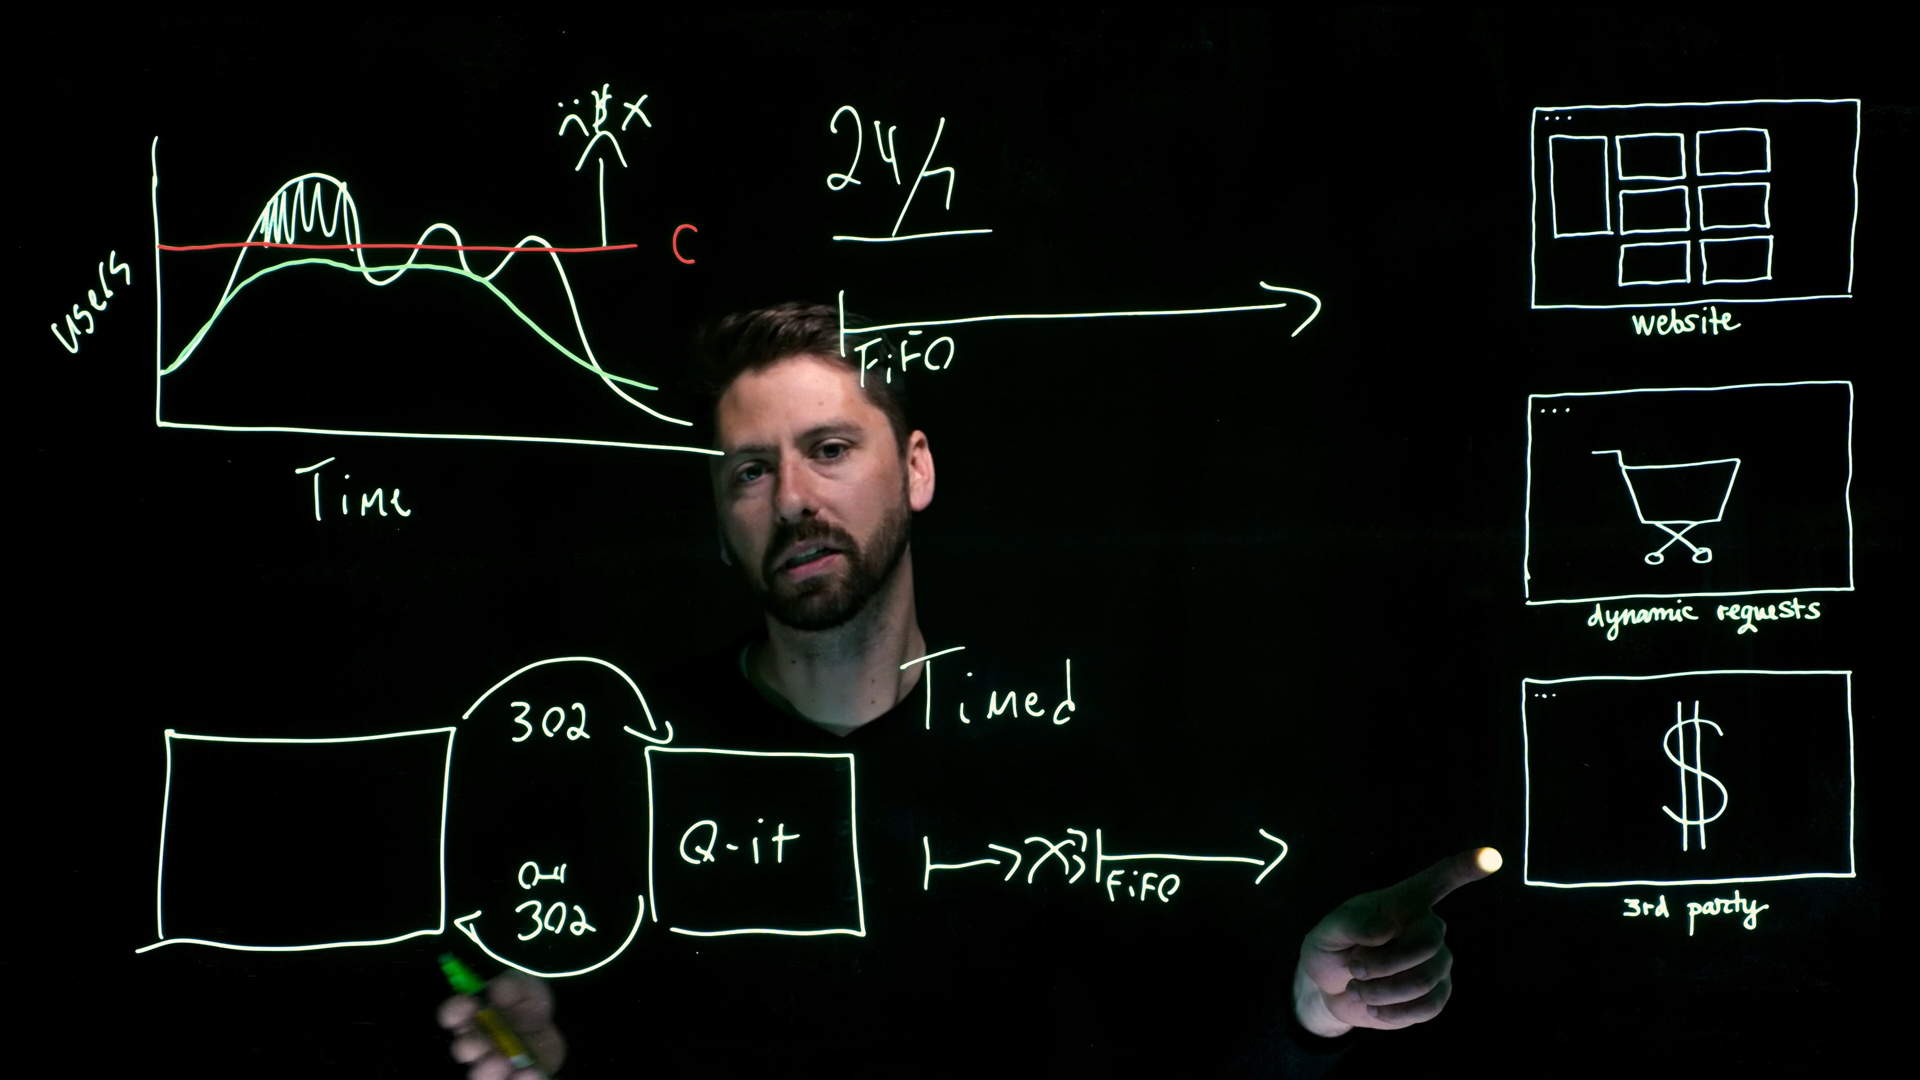 users
Time
C
24/7
FiFO
302
302
Q-it
Timed
FiFO
website
dynamic requests
3rd party
$